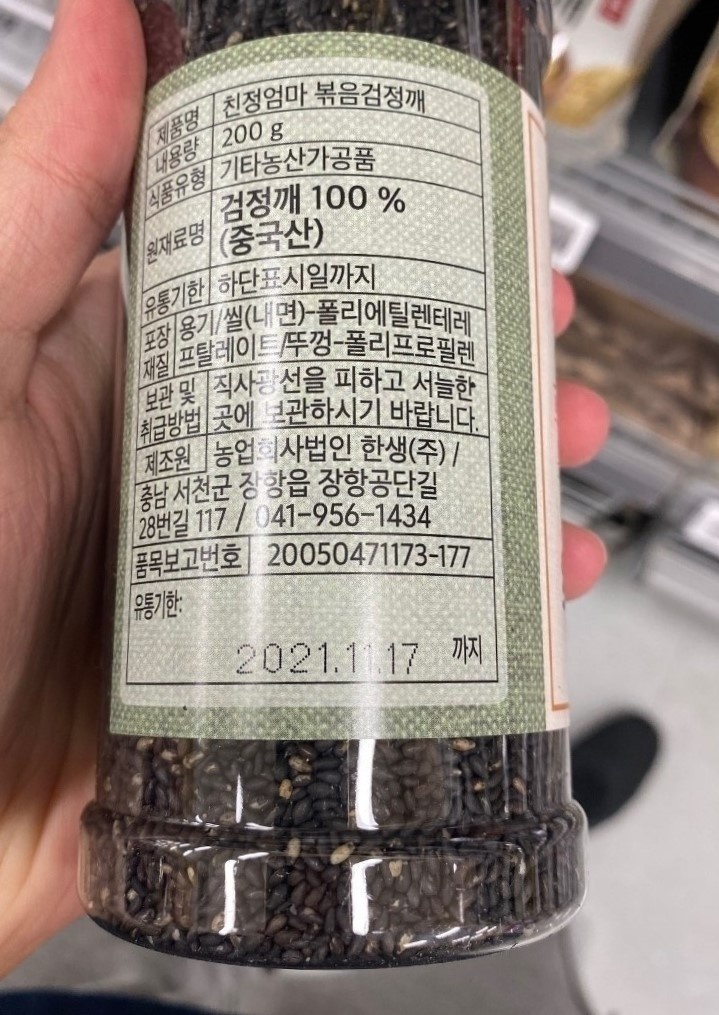 제품명 친정엄마 볶음검정깨
내용량 200 g
식품유형 기타농산가공품
원재료명 검정깨 100 %
(중국산)
유통기한 하단표시일까지
포장 용기/씰(내면)-폴리에틸렌테레
재질 프탈레이트/뚜껑-폴리프로필렌
보관 및 직사광선을 피하고 서늘한
취급방법 곳에 보관하시기 바랍니다.
제조원 농업회사법인 한생(주) /
충남 서천군 장항읍 장항공단길
28번길 117 / 041-956-1434
품목보고번호 20050471173-177
유통기한:
2021.11.17 까지